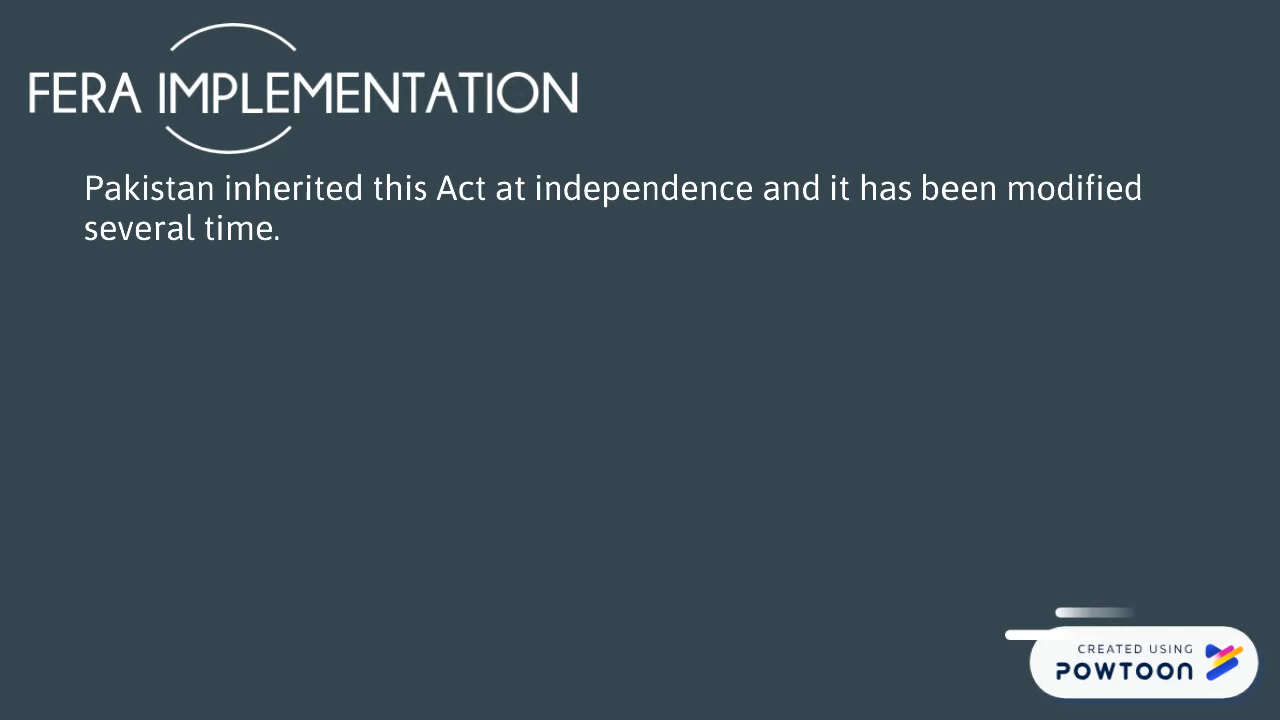 FERA IMPLEMENTATION
Pakistan inherited this Act at independence and it has been modified
several time.
CREATED USING
POWTOON